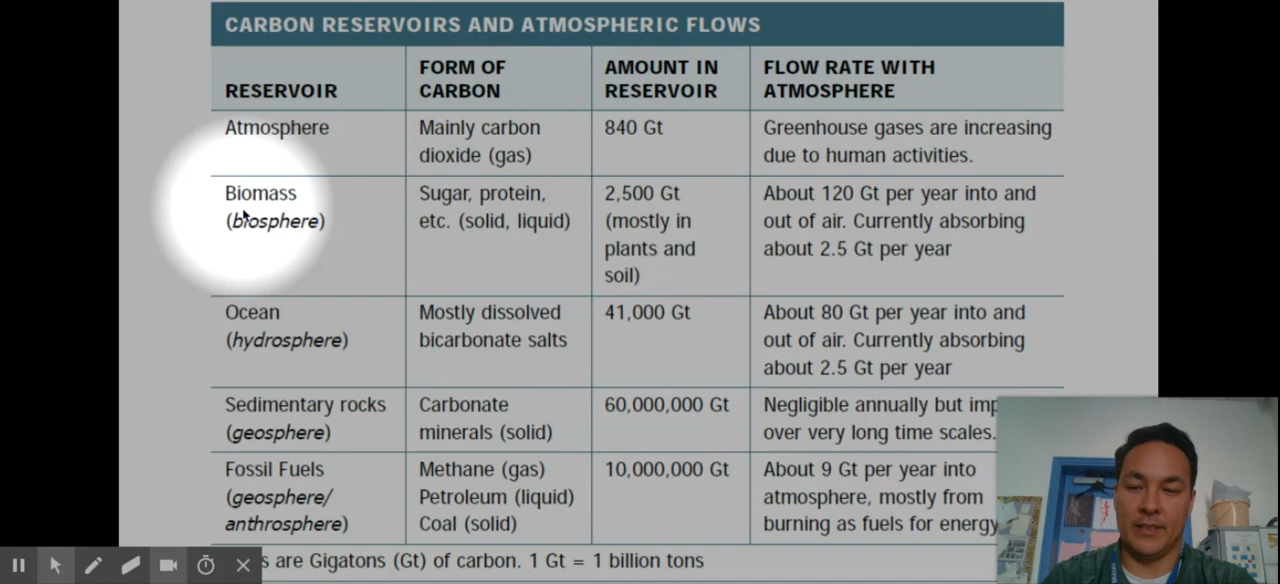 CARBON RESERVOIRS AND ATMOSPHERIC FLOWS
RESERVOIR
FORM OF
CARBON
AMOUNT IN
RESERVOIR
FLOW RATE WITH
ATMOSPHERE
Atmosphere
Mainly carbon
dioxide (gas)
840 Gt
Greenhouse gases are increasing
due to human activities.
Biomass
(biosphere)
Sugar, protein,
etc. (solid, liquid)
2,500 Gt
(mostly in
plants and
soil)
About 120 Gt per year into and
out of air. Currently absorbing
about 2.5 Gt per year
Ocean
(hydrosphere)
Mostly dissolved
bicarbonate salts
41,000 Gt
About 80 Gt per year into and
out of air. Currently absorbing
about 2.5 Gt per year
Sedimentary rocks
(geosphere)
Carbonate
minerals (solid)
60,000,000 Gt
Negligible annually but
over very long time scales.
Fossil Fuels
(geosphere/
anthrosphere)
Methane (gas)
Petroleum (liquid)
Coal (solid)
10,000,000 Gt
About 9 Gt per year into
atmosphere, mostly from
burning as fuels for energy
are Gigatons (Gt) of carbon. 1 Gt = 1 billion tons